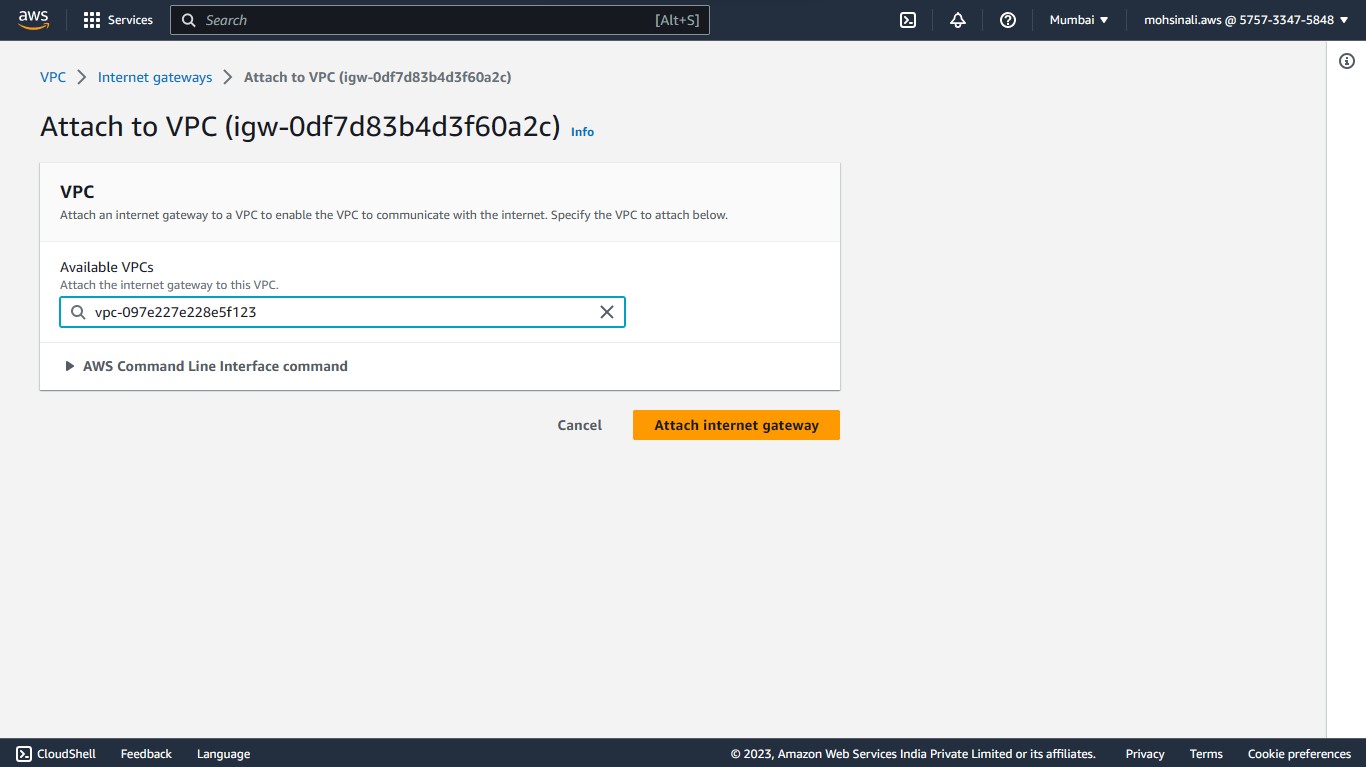 aws Services Search [Alt+S] Mumbai mohsinali.aws @ 5757-3347-5848
VPC Internet gateways Attach to VPC (igw-0df7d83b4d3f60a2c)
Attach to VPC (igw-0df7d83b4d3f60a2c) Info
VPC
Attach an internet gateway to a VPC to enable the VPC to communicate with the internet. Specify the VPC to attach below.
Available VPCs
Attach the internet gateway to this VPC.
vpc-097e227e228e5f123
AWS Command Line Interface command
Cancel Attach internet gateway
CloudShell Feedback Language © 2023, Amazon Web Services India Private Limited or its affiliates. Privacy Terms Cookie preferences